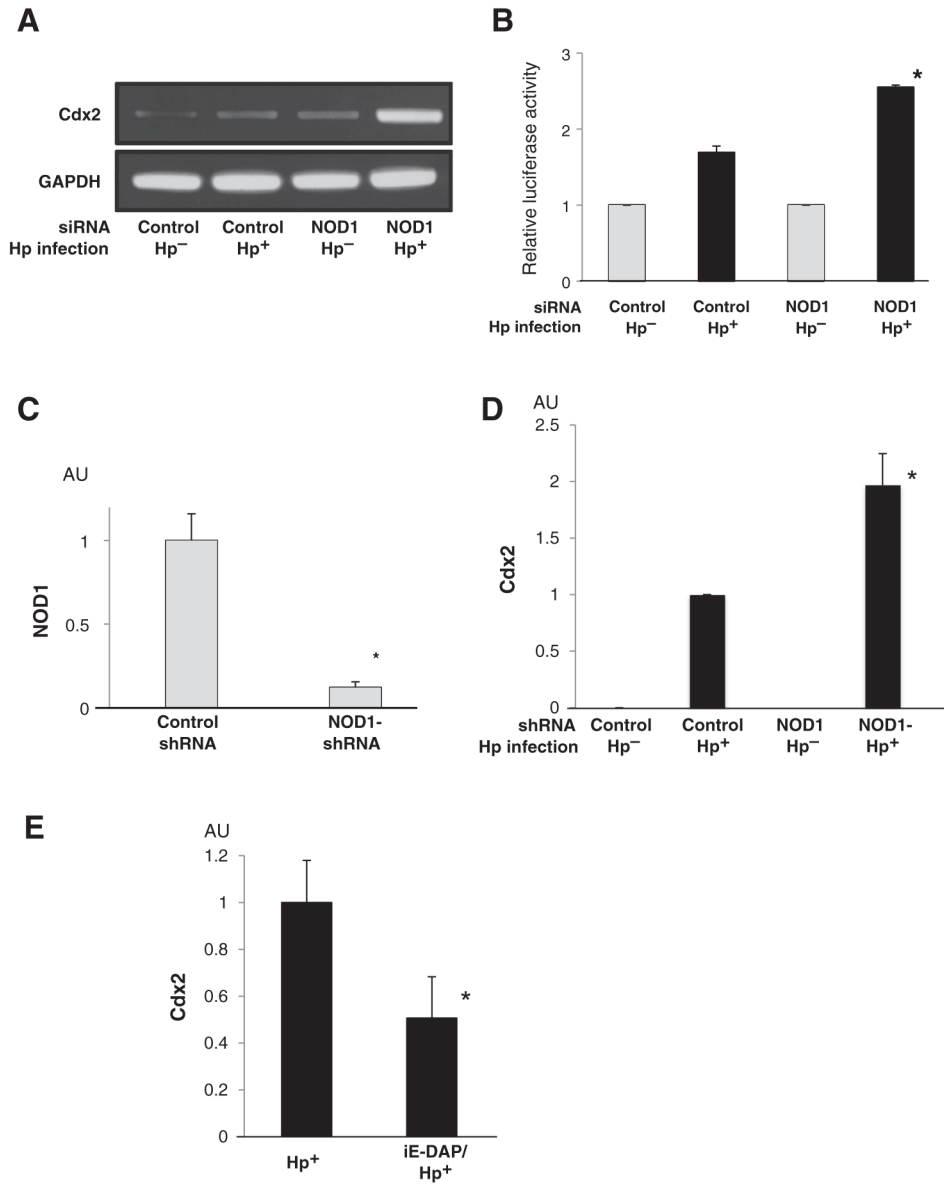 A
Cdx2
GAPDH
siRNA Control Control NOD1 NOD1
Hp infection Hp– Hp+ Hp– Hp+
B
Relative luciferase activity
3
2
1
0
*
siRNA Control Control NOD1 NOD1
Hp infection Hp– Hp+ Hp– Hp+
C
AU
NOD1
1
0.5
0
*
Control NOD1-
shRNA shRNA
D
AU
Cdx2
2.5
2
1.5
1
0.5
0
*
shRNA Control Control NOD1 NOD1-
Hp infection Hp– Hp+ Hp– Hp+
E
AU
Cdx2
1.2
1
0.8
0.6
0.4
0.2
0
*
Hp+ iE-DAP/
Hp+